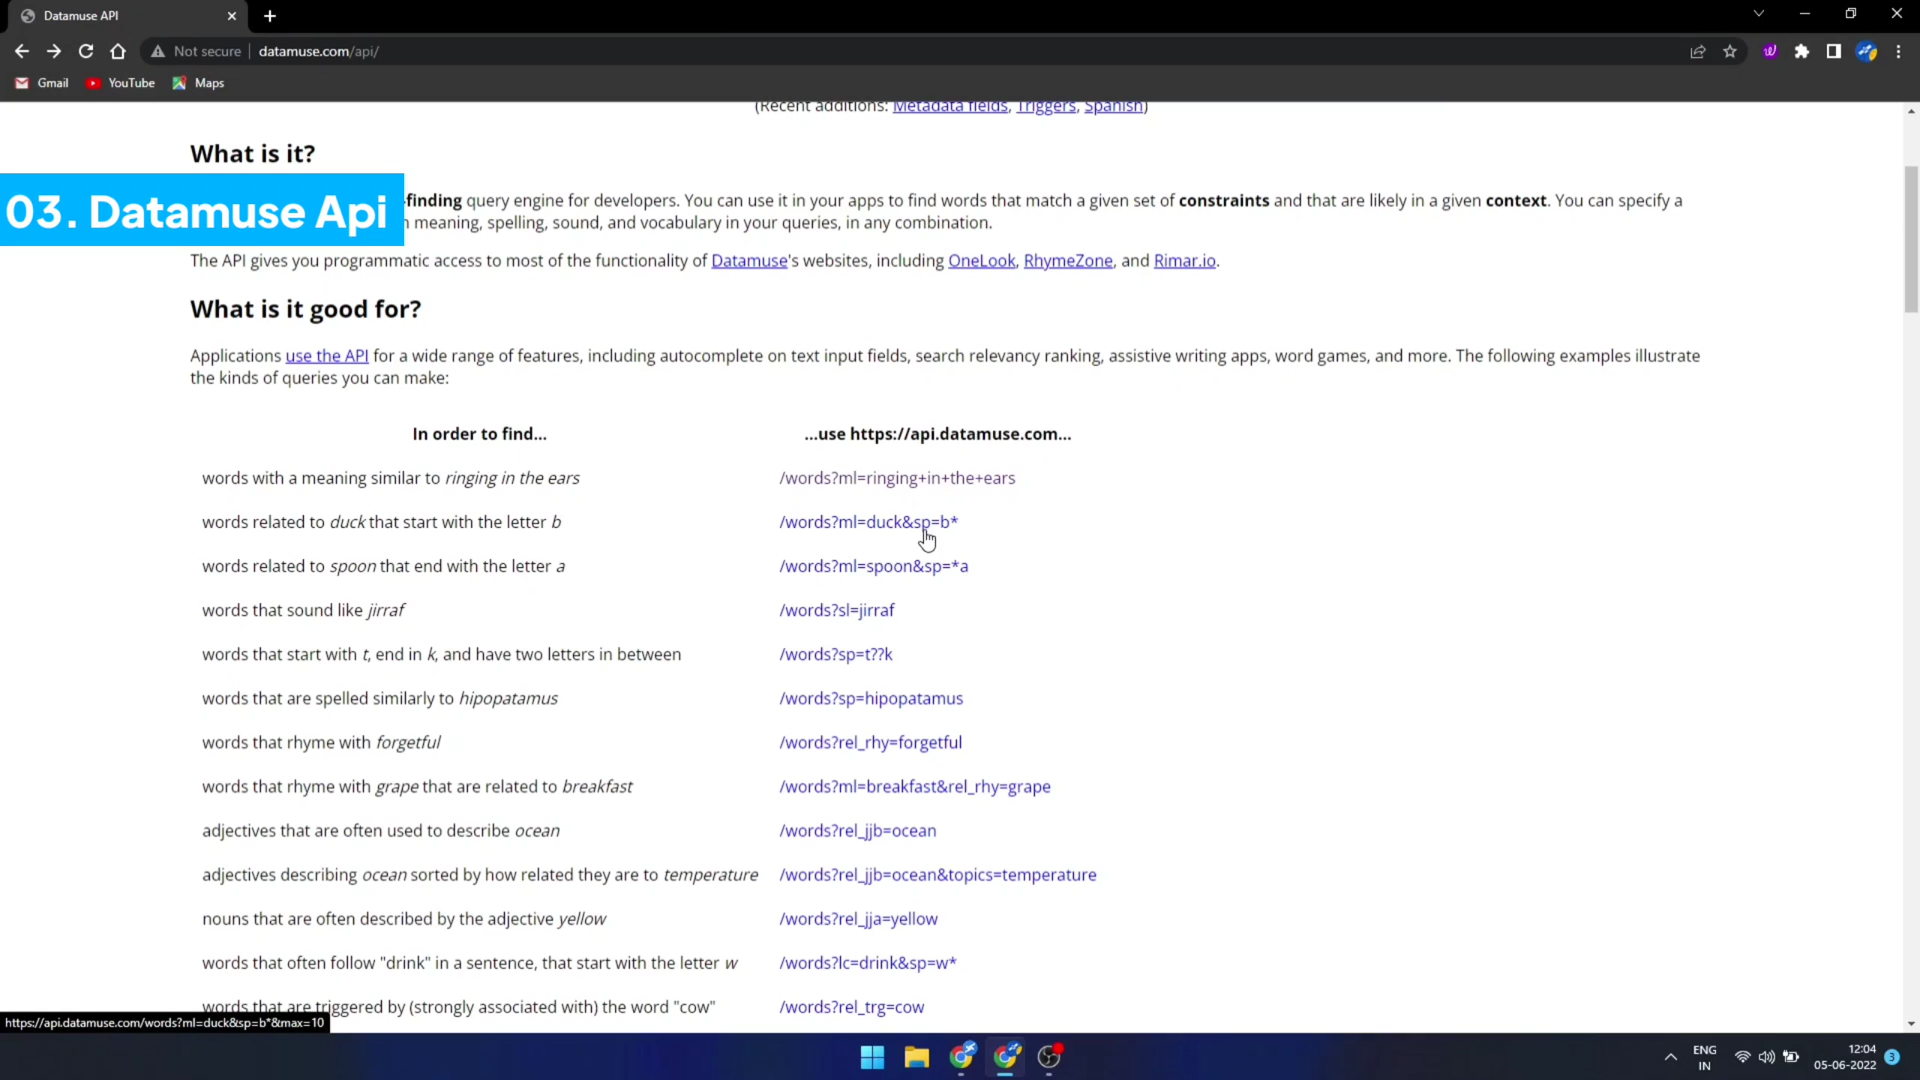 Datamuse API
Not secure
datamuse.com/api/
Gmail
YouTube
Maps
(Recent additions: Metadata fields, Triggers, Spanish)
What is it?
03. Datamuse Api
-finding query engine for developers. You can use it in your apps to find words that match a given set of constraints and that are likely in a given context. You can specify a
meaning, spelling, sound, and vocabulary in your queries, in any combination.
The API gives you programmatic access to most of the functionality of Datamuse's websites, including OneLook, RhymeZone, and Rimar.io.
What is it good for?
Applications use the API for a wide range of features, including autocomplete on text input fields, search relevancy ranking, assistive writing apps, word games, and more. The following examples illustrate
the kinds of queries you can make:
In order to find... ...use https://api.datamuse.com...
words with a meaning similar to ringing in the ears /words?ml=ringing+in+the+ears
words related to duck that start with the letter b /words?ml=duck&sp=b*
words related to spoon that end with the letter a /words?ml=spoon&sp=*a
words that sound like jirraf /words?sl=jirraf
words that start with t, end in k, and have two letters in between /words?sp=t??k
words that are spelled similarly to hipopatamus /words?sp=hipopatamus
words that rhyme with forgetful /words?rel_rhy=forgetful
words that rhyme with grape that are related to breakfast /words?ml=breakfast&rel_rhy=grape
adjectives that are often used to describe ocean /words?rel_jjb=ocean
adjectives describing ocean sorted by how related they are to temperature /words?rel_jjb=ocean&topics=temperature
nouns that are often described by the adjective yellow /words?rel_jja=yellow
words that often follow "drink" in a sentence, that start with the letter w /words?lc=drink&sp=w*
words that are triggered by (strongly associated with) the word "cow" /words?rel_trg=cow
https://api.datamuse.com/words?ml=duck&sp=b*&max=10
ENG
IN
12:04
05-06-2022
3